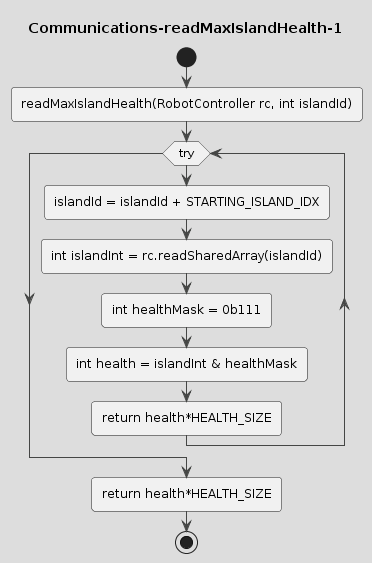 Communications-readMaxIslandHealth-1
readMaxIslandHealth(RobotController rc, int islandId)
try
islandId = islandId + STARTING_ISLAND_IDX
int islandInt = rc.readSharedArray(islandId)
int healthMask = 0b111
int health = islandInt & healthMask
return health*HEALTH_SIZE
return health*HEALTH_SIZE